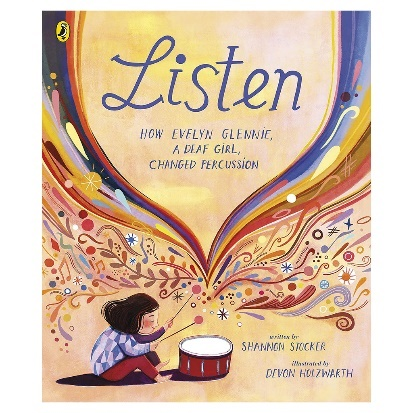 Listen
HOW EVELYN GLENNIE,
A DEAF GIRL,
CHANGED PERCUSSION
written by
SHANNON STOCKER
illustrated by
DEVON HOLZWARTH